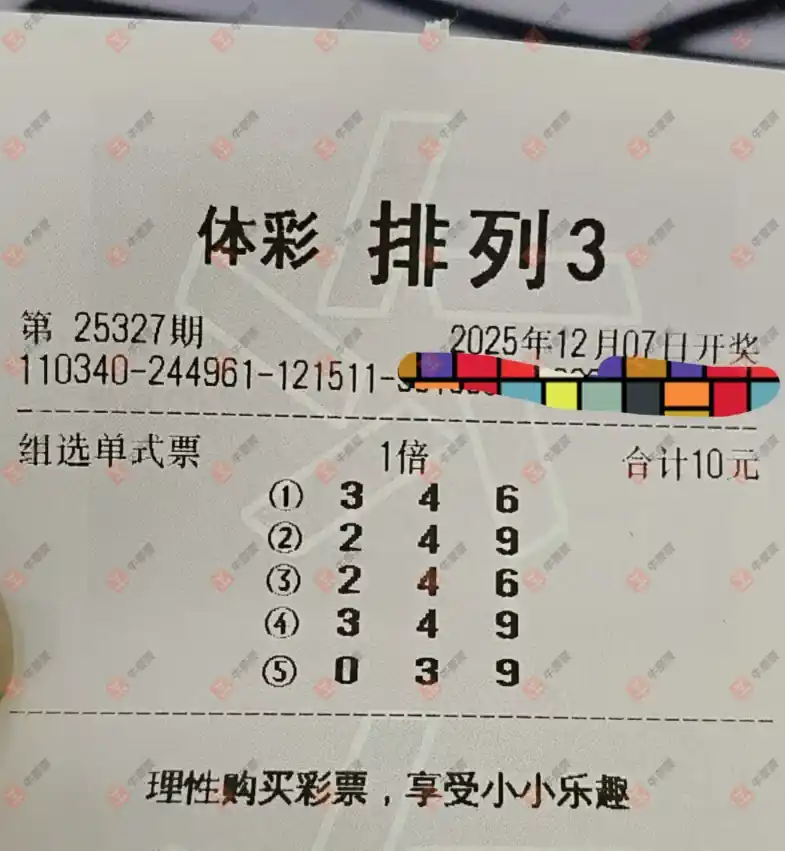 体彩 排列3
第 25327期 2025年12月07日开奖
110340-244961-121511-
组选单式票 1倍 合计10元
① 3 4 6
② 2 4 9
③ 2 4 6
④ 3 4 9
⑤ 0 3 9
理性购买彩票，享受小小乐趣